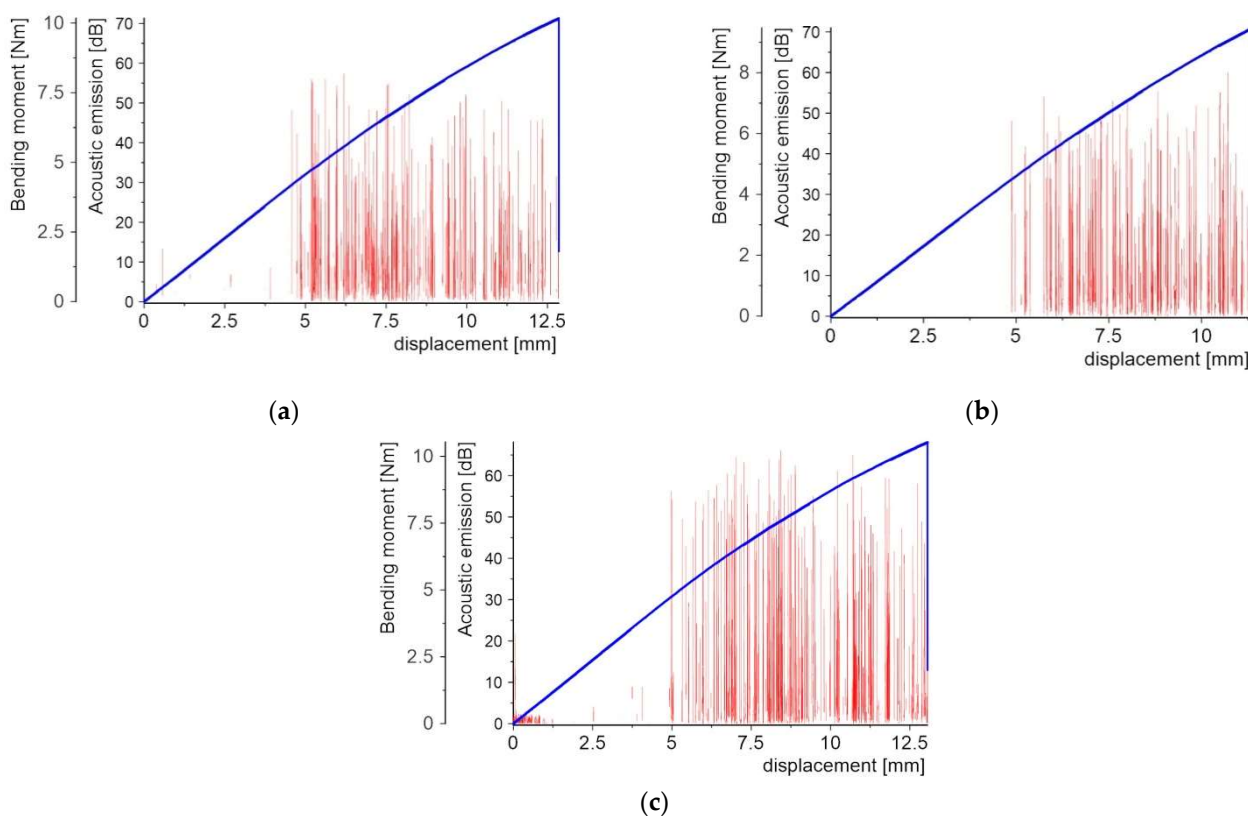 Bending moment [Nm]
10
7.5
5
2.5
0
Acoustic emission [dB]
70
60
50
40
30
20
10
0
0 2.5 5 7.5 10 12.5
displacement [mm]
(a)
Bending moment [Nm]
8
6
4
2
0
Acoustic emission [dB]
70
60
50
40
30
20
10
0
0 2.5 5 7.5 10
displacement [mm]
(b)
Bending moment [Nm]
10
7.5
5
2.5
0
Acoustic emission [dB]
60
50
40
30
20
10
0
0 2.5 5 7.5 10 12.5
displacement [mm]
(c)